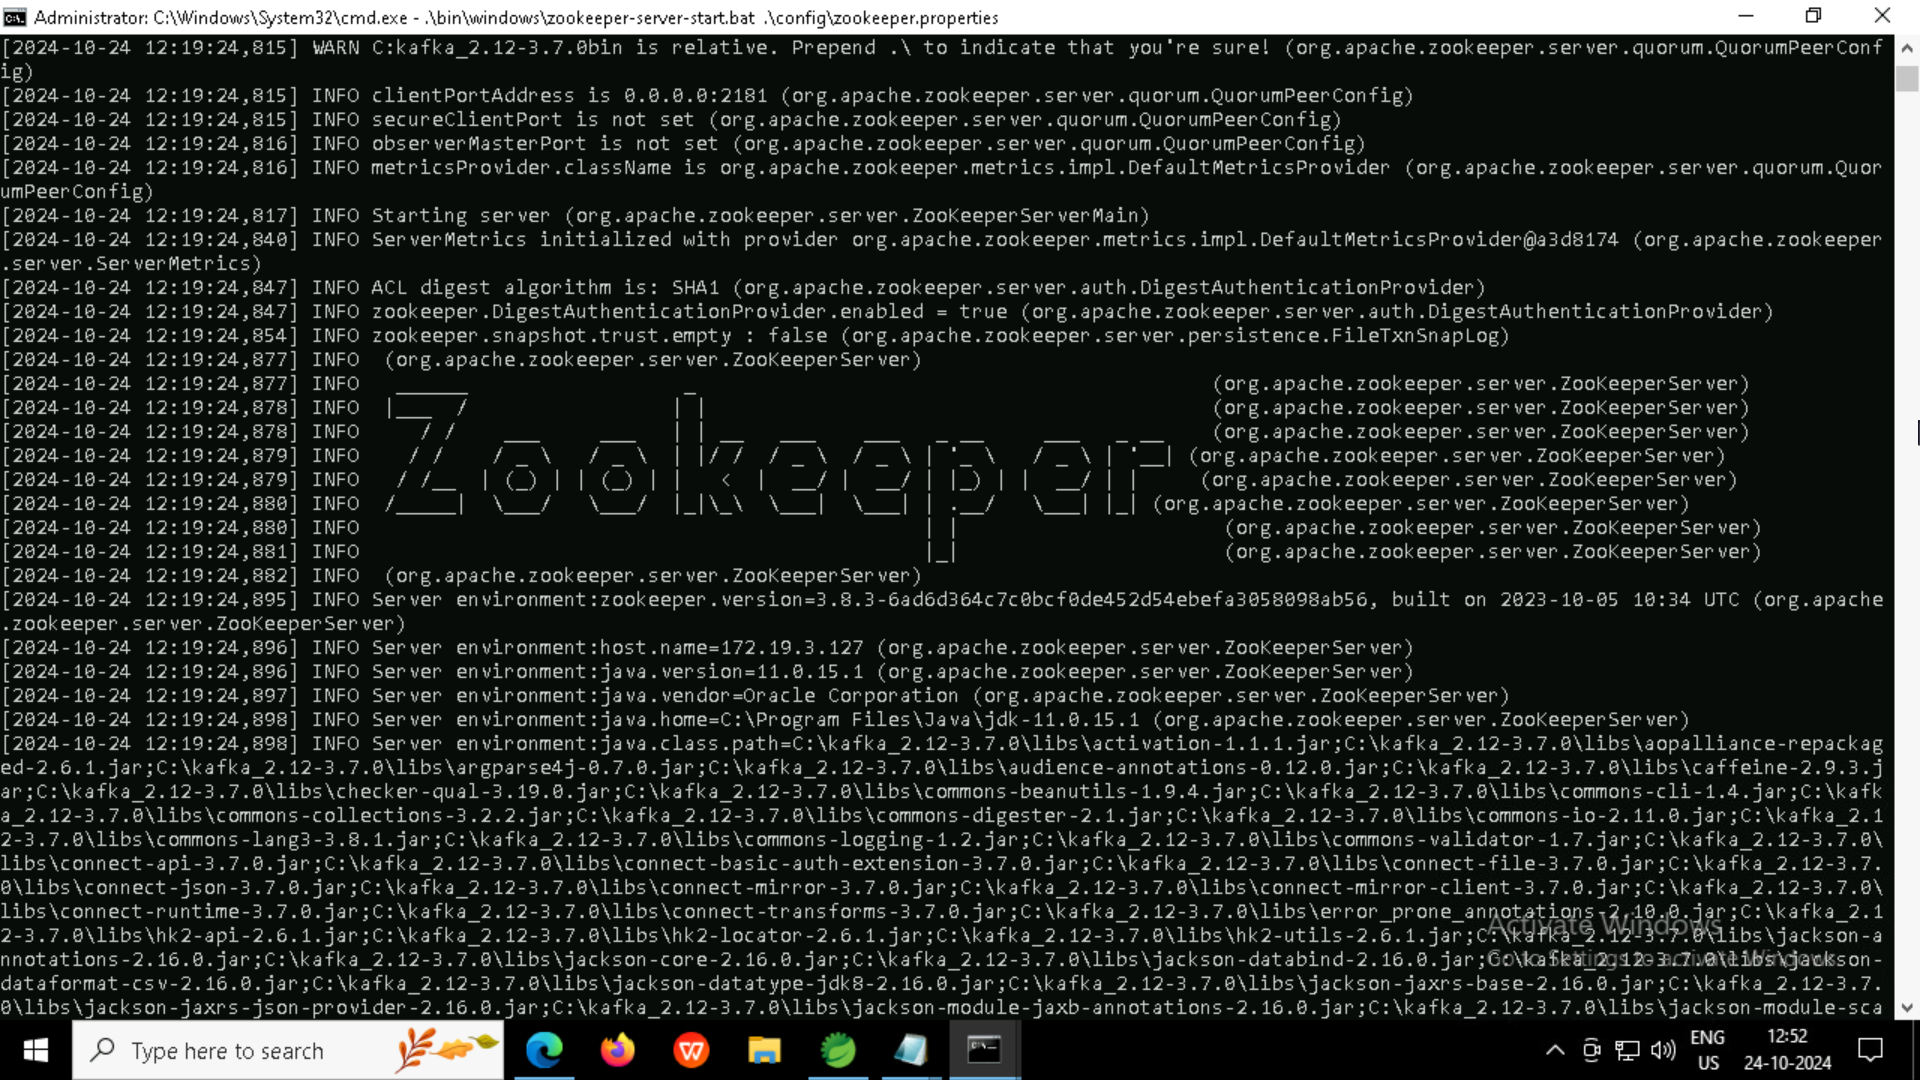 Administrator: C:\Windows\System32\cmd.exe - .\bin\windows\zookeeper-server-start.bat .\config\zookeeper.properties
[2024-10-24 12:19:24,815] WARN C:kafka_2.12-3.7.0bin is relative. Prepend .\ to indicate that you're sure! (org.apache.zookeeper.server.quorum.QuorumPeerConf
ig)
[2024-10-24 12:19:24,815] INFO clientPortAddress is 0.0.0.0:2181 (org.apache.zookeeper.server.quorum.QuorumPeerConfig)
[2024-10-24 12:19:24,815] INFO secureClientPort is not set (org.apache.zookeeper.server.quorum.QuorumPeerConfig)
[2024-10-24 12:19:24,816] INFO observerMasterPort is not set (org.apache.zookeeper.server.quorum.QuorumPeerConfig)
[2024-10-24 12:19:24,816] INFO metricsProvider.className is org.apache.zookeeper.metrics.impl.DefaultMetricsProvider (org.apache.zookeeper.server.quorum.Quor
umPeerConfig)
[2024-10-24 12:19:24,817] INFO Starting server (org.apache.zookeeper.server.ZooKeeperServerMain)
[2024-10-24 12:19:24,840] INFO ServerMetrics initialized with provider org.apache.zookeeper.metrics.impl.DefaultMetricsProvider@a3d8174 (org.apache.zookeeper
.server.ServerMetrics)
[2024-10-24 12:19:24,847] INFO ACL digest algorithm is: SHA1 (org.apache.zookeeper.server.auth.DigestAuthenticationProvider)
[2024-10-24 12:19:24,847] INFO zookeeper.DigestAuthenticationProvider.enabled = true (org.apache.zookeeper.server.auth.DigestAuthenticationProvider)
[2024-10-24 12:19:24,854] INFO zookeeper.snapshot.trust.empty : false (org.apache.zookeeper.server.persistence.FileTxnSnapLog)
[2024-10-24 12:19:24,877] INFO  (org.apache.zookeeper.server.ZooKeeperServer)
[2024-10-24 12:19:24,877] INFO (org.apache.zookeeper.server.ZooKeeperServer)
[2024-10-24 12:19:24,878] INFO (org.apache.zookeeper.server.ZooKeeperServer)
[2024-10-24 12:19:24,878] INFO (org.apache.zookeeper.server.ZooKeeperServer)
[2024-10-24 12:19:24,879] INFO Zookeeper (org.apache.zookeeper.server.ZooKeeperServer)
[2024-10-24 12:19:24,879] INFO (org.apache.zookeeper.server.ZooKeeperServer)
[2024-10-24 12:19:24,880] INFO (org.apache.zookeeper.server.ZooKeeperServer)
[2024-10-24 12:19:24,880] INFO (org.apache.zookeeper.server.ZooKeeperServer)
[2024-10-24 12:19:24,881] INFO (org.apache.zookeeper.server.ZooKeeperServer)
[2024-10-24 12:19:24,882] INFO  (org.apache.zookeeper.server.ZooKeeperServer)
[2024-10-24 12:19:24,895] INFO Server environment:zookeeper.version=3.8.3-6ad6d364c7c0bcf0de452d54ebefa3058098ab56, built on 2023-10-05 10:34 UTC (org.apache
.zookeeper.server.ZooKeeperServer)
[2024-10-24 12:19:24,896] INFO Server environment:host.name=172.19.3.127 (org.apache.zookeeper.server.ZooKeeperServer)
[2024-10-24 12:19:24,896] INFO Server environment:java.version=11.0.15.1 (org.apache.zookeeper.server.ZooKeeperServer)
[2024-10-24 12:19:24,897] INFO Server environment:java.vendor=Oracle Corporation (org.apache.zookeeper.server.ZooKeeperServer)
[2024-10-24 12:19:24,898] INFO Server environment:java.home=C:\Program Files\Java\jdk-11.0.15.1 (org.apache.zookeeper.server.ZooKeeperServer)
[2024-10-24 12:19:24,898] INFO Server environment:java.class.path=C:\kafka_2.12-3.7.0\libs\activation-1.1.1.jar;C:\kafka_2.12-3.7.0\libs\aopalliance-repackag
ed-2.6.1.jar;C:\kafka_2.12-3.7.0\libs\argparse4j-0.7.0.jar;C:\kafka_2.12-3.7.0\libs\audience-annotations-0.12.0.jar;C:\kafka_2.12-3.7.0\libs\caffeine-2.9.3.j
ar;C:\kafka_2.12-3.7.0\libs\checker-qual-3.19.0.jar;C:\kafka_2.12-3.7.0\libs\commons-beanutils-1.9.4.jar;C:\kafka_2.12-3.7.0\libs\commons-cli-1.4.jar;C:\kafk
a_2.12-3.7.0\libs\commons-collections-3.2.2.jar;C:\kafka_2.12-3.7.0\libs\commons-digester-2.1.jar;C:\kafka_2.12-3.7.0\libs\commons-io-2.11.0.jar;C:\kafka_2.1
2-3.7.0\libs\commons-lang3-3.8.1.jar;C:\kafka_2.12-3.7.0\libs\commons-logging-1.2.jar;C:\kafka_2.12-3.7.0\libs\commons-validator-1.7.jar;C:\kafka_2.12-3.7.0\
libs\connect-api-3.7.0.jar;C:\kafka_2.12-3.7.0\libs\connect-basic-auth-extension-3.7.0.jar;C:\kafka_2.12-3.7.0\libs\connect-file-3.7.0.jar;C:\kafka_2.12-3.7.
0\libs\connect-json-3.7.0.jar;C:\kafka_2.12-3.7.0\libs\connect-mirror-3.7.0.jar;C:\kafka_2.12-3.7.0\libs\connect-mirror-client-3.7.0.jar;C:\kafka_2.12-3.7.0\
libs\connect-runtime-3.7.0.jar;C:\kafka_2.12-3.7.0\libs\connect-transforms-3.7.0.jar;C:\kafka_2.12-3.7.0\libs\error_prone_annotations-2.10.0.jar;C:\kafka_2.1
2-3.7.0\libs\hk2-api-2.6.1.jar;C:\kafka_2.12-3.7.0\libs\hk2-locator-2.6.1.jar;C:\kafka_2.12-3.7.0\libs\hk2-utils-2.6.1.jar;C:\kafka_2.12-3.7.0\libs\jackson-a
nnotations-2.16.0.jar;C:\kafka_2.12-3.7.0\libs\jackson-core-2.16.0.jar;C:\kafka_2.12-3.7.0\libs\jackson-databind-2.16.0.jar;C:\kafka_2.12-3.7.0\libs\jackson-
dataformat-csv-2.16.0.jar;C:\kafka_2.12-3.7.0\libs\jackson-datatype-jdk8-2.16.0.jar;C:\kafka_2.12-3.7.0\libs\jackson-jaxrs-base-2.16.0.jar;C:\kafka_2.12-3.7.
0\libs\jackson-jaxrs-json-provider-2.16.0.jar;C:\kafka_2.12-3.7.0\libs\jackson-module-jaxb-annotations-2.16.0.jar;C:\kafka_2.12-3.7.0\libs\jackson-module-sca
Activate Windows
Go to Settings to activate Windows.
Type here to search
ENG
US
12:52
24-10-2024